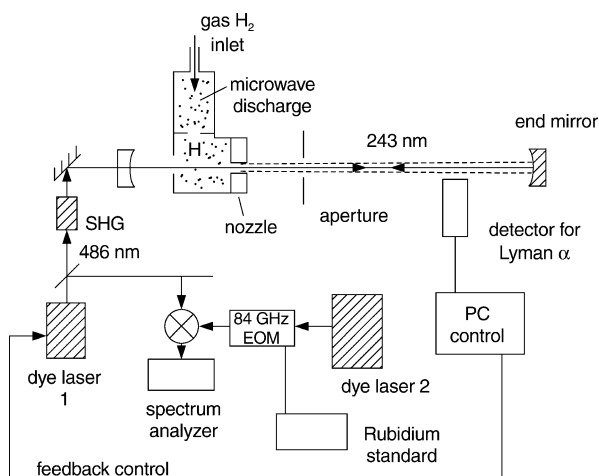 gas H₂
inlet
microwave
discharge
H
243 nm
end mirror
SHG
nozzle
aperture
detector for
Lyman α
486 nm
84 GHz
EOM
PC
control
dye laser
1
dye laser 2
spectrum
analyzer
Rubidium
standard
feedback control